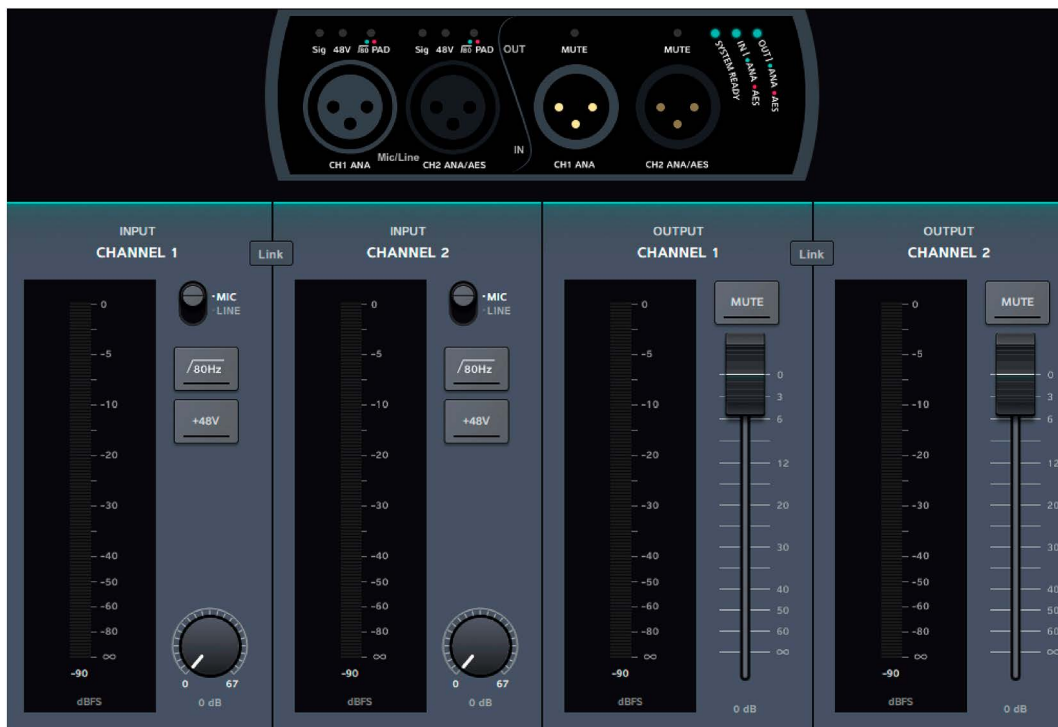 Sig 48V 80 PAD Sig 48V 80 PAD OUT MUTE MUTE
SYSTEM READY
IN | ANA AES
OUT | ANA AES
Mic/Line IN
CH1 ANA CH2 ANA/AES CH1 ANA CH2 ANA/AES
INPUT
CHANNEL 1
Link
MIC
LINE
80Hz
+48V
0
-5
-10
-20
-30
-40
-50
-60
-80
∞
-90
dBFS
0 67
0 dB
INPUT
CHANNEL 2
MIC
LINE
80Hz
+48V
0
-5
-10
-20
-30
-40
-50
-60
-80
∞
-90
dBFS
0 67
0 dB
OUTPUT
CHANNEL 1
Link
MUTE
0
-5
-10
-20
-30
-40
-50
-60
-80
∞
-90
dBFS
0
3
6
12
20
30
40
50
60
∞
0 dB
OUTPUT
CHANNEL 2
MUTE
0
-5
-10
-20
-30
-40
-50
-60
-80
∞
-90
dBFS
0
3
6
12
20
30
40
50
60
∞
0 dB